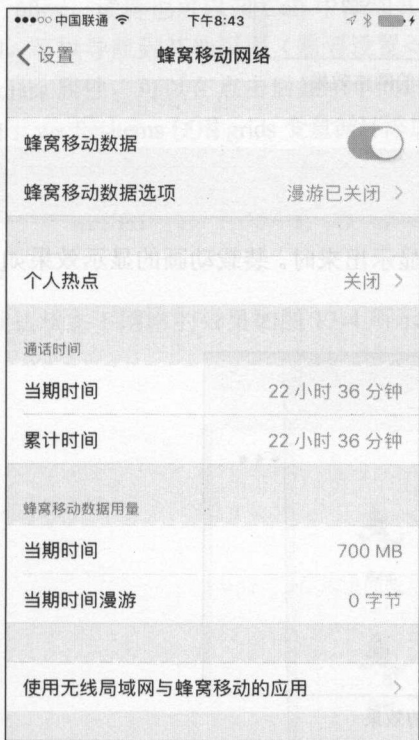 中国联通 下午8:43
设置 蜂窝移动网络
蜂窝移动数据
蜂窝移动数据选项 漫游已关闭
个人热点 关闭
通话时间
当期时间 22 小时 36 分钟
累计时间 22 小时 36 分钟
蜂窝移动数据用量
当期时间 700 MB
当期时间漫游 0 字节
使用无线局域网与蜂窝移动的应用